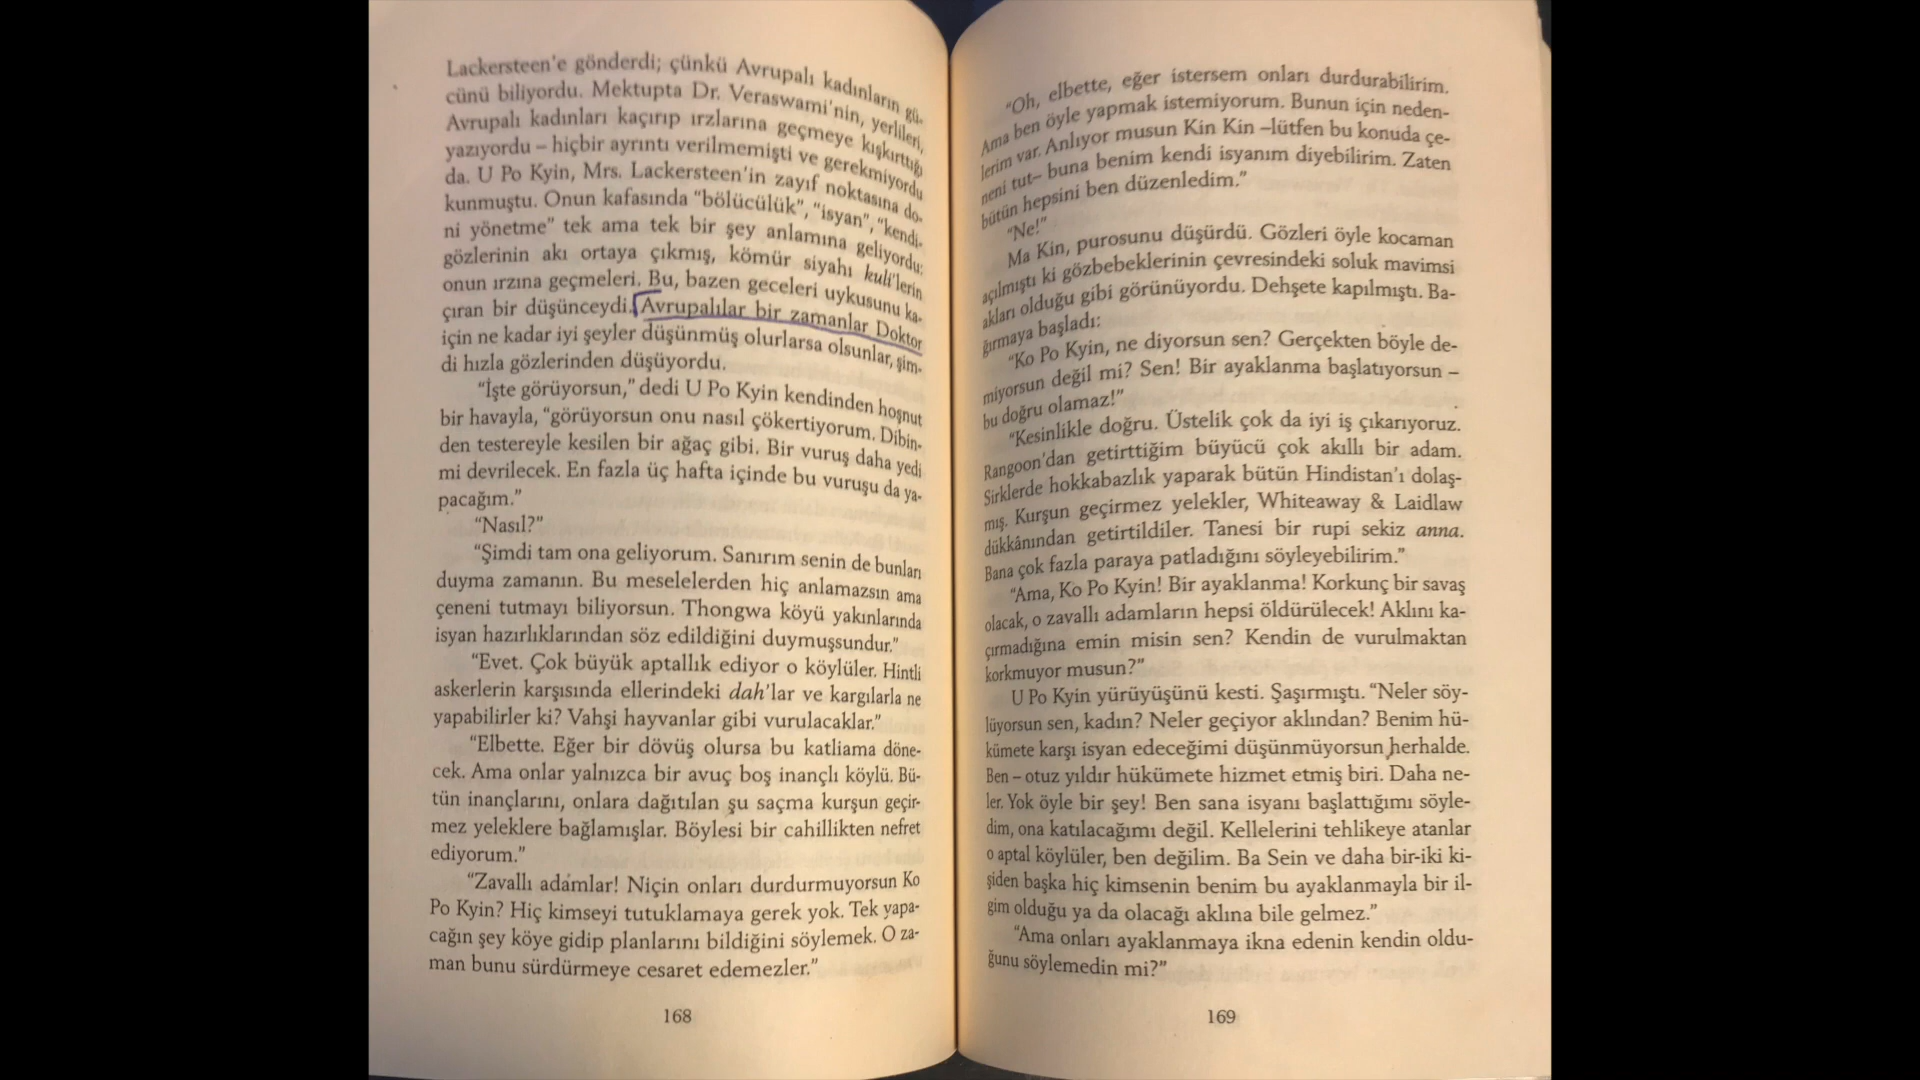 Lackersteen'e gönderdi; çünkü Avrupalı kadınların gü-
cünü biliyordu. Mektupta Dr. Veraswami'nin, yerlileri,
Avrupalı kadınları kaçırıp ırzlarına geçmeye kışkırttığı
yazıyordu – hiçbir ayrıntı verilmemişti ve gerekmiyordu
da. U Po Kyin, Mrs. Lackersteen'in zayıf noktasına do-
kunmuştu. Onun kafasında “bölücülük”, “isyan”, “kendi-
ni yönetme” tek ama tek bir şey anlamına geliyordu:
gözlerinin akı ortaya çıkmış, kömür siyahı kuli'lerin
onun ırzına geçmeleri. Bu, bazen geceleri uykusunu ka-
çıran bir düşünceydi. Avrupalılar bir zamanlar Doktor
için ne kadar iyi şeyler düşünmüş olurlarsa olsunlar, şim-
di hızla gözlerinden düşüyordu.
“İşte görüyorsun,” dedi U Po Kyin kendinden hoşnut
bir havayla, “görüyorsun onu nasıl çökertiyorum. Dibin-
den testereyle kesilen bir ağaç gibi. Bir vuruş daha yedi
mi devrilecek. En fazla üç hafta içinde bu vuruşu da ya-
pacağım.”
“Nasıl?”
“Şimdi tam ona geliyorum. Sanırım senin de bunları
duyma zamanın. Bu meselelerden hiç anlamazsın ama
çeneni tutmayı biliyorsun. Thongwa köyü yakınlarında
isyan hazırlıklarından söz edildiğini duymuşsundur.”
“Evet. Çok büyük aptallık ediyor o köylüler. Hintli
askerlerin karşısında ellerindeki dah'lar ve kargılarla ne
yapabilirler ki? Vahşi hayvanlar gibi vurulacaklar.”
“Elbette. Eğer bir dövüş olursa bu katliama döne-
cek. Ama onlar yalnızca bir avuç boş inançlı köylü. Bü-
tün inançlarını, onlara dağıtılan şu saçma kurşun geçir-
mez yeleklere bağlamışlar. Böylesi bir cahillikten nefret
ediyorum.”
“Zavallı adamlar! Niçin onları durdurmuyorsun Ko
Po Kyin? Hiç kimseyi tutuklamaya gerek yok. Tek yapa-
cağın şey köye gidip planlarını bildiğini söylemek. O za-
man bunu sürdürmeye cesaret edemezler.”
168
“Oh, elbette, eğer istersem onları durdurabilirim.
Ama ben öyle yapmak istemiyorum. Bunun için neden-
lerim var. Anlıyor musun Kin Kin –lütfen bu konuda çe-
neni tut– buna benim kendi isyanım diyebilirim. Zaten
bütün hepsini ben düzenledim.”
“Ne!”
Ma Kin, purosunu düşürdü. Gözleri öyle kocaman
açılmıştı ki gözbebeklerinin çevresindeki soluk mavimsi
akları olduğu gibi görünüyordu. Dehşete kapılmıştı. Ba-
ğırmaya başladı:
“Ko Po Kyin, ne diyorsun sen? Gerçekten böyle de-
miyorsun değil mi? Sen! Bir ayaklanma başlatıyorsun –
bu doğru olamaz!”
“Kesinlikle doğru. Üstelik çok da iyi iş çıkarıyoruz.
Rangoon'dan getirttiğim büyücü çok akıllı bir adam.
Sirklerde hokkabazlık yaparak bütün Hindistan'ı dolaş-
mış. Kurşun geçirmez yelekler, Whiteaway & Laidlaw
dükkânından getirtildiler. Tanesi bir rupi sekiz anna.
Bana çok fazla paraya patladığını söyleyebilirim.”
“Ama, Ko Po Kyin! Bir ayaklanma! Korkunç bir savaş
olacak, o zavallı adamların hepsi öldürülecek! Aklını ka-
çırmadığına emin misin sen? Kendin de vurulmaktan
korkmuyor musun?”
U Po Kyin yürüyüşünü kesti. Şaşırmıştı. “Neler söy-
lüyorsun sen, kadın? Neler geçiyor aklından? Benim hü-
kümete karşı isyan edeceğimi düşünmüyorsun herhalde.
Ben – otuz yıldır hükümete hizmet etmiş biri. Daha ne-
ler. Yok öyle bir şey! Ben sana isyanı başlattığımı söyle-
dim, ona katılacağımı değil. Kellelerini tehlikeye atanlar
o aptal köylüler, ben değilim. Ba Sein ve daha bir-iki ki-
şiden başka hiç kimsenin benim bu ayaklanmayla bir il-
gim olduğu ya da olacağı aklına bile gelmez.”
“Ama onları ayaklanmaya ikna edenin kendin oldu-
ğunu söylemedin mi?”
169